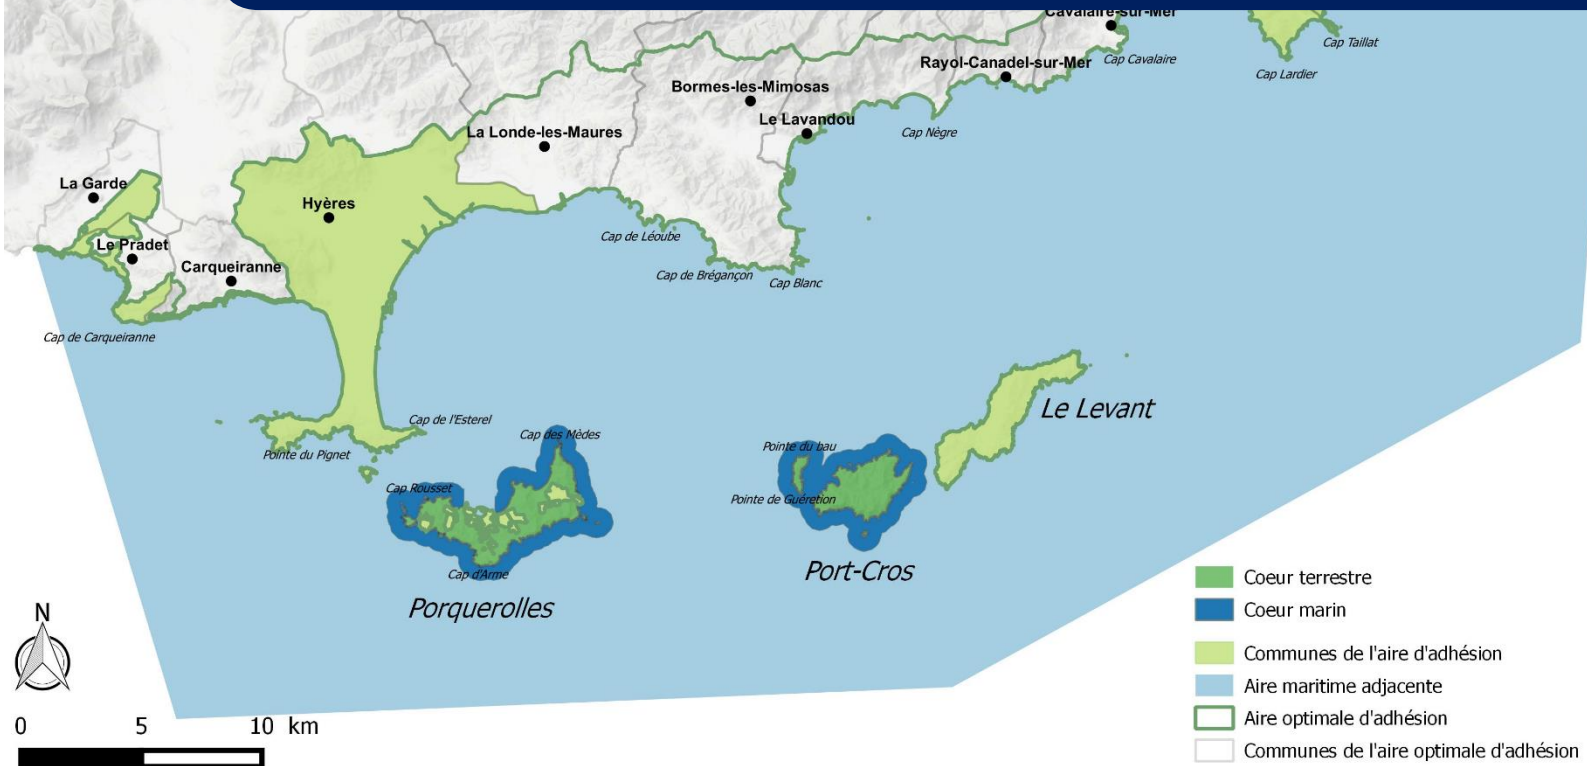 Cavalaire-sur-Mer
Cap Taillat
Cap Cavalaire
Rayol-Canadel-sur-Mer
Cap Lardier
Bormes-les-Mimosas
Le Lavandou
Cap Nègre
La Londe-les-Maures
La Garde
Hyères
Cap de Léoube
Le Pradet
Carqueiranne
Cap de Brégançon
Cap Blanc
Cap de Carqueiranne
Le Levant
Cap de l'Esterel
Cap des Mèdes
Pointe du Pignet
Pointe du bau
Cap Rousset
Pointe de Guérétion
Port-Cros
Cap d'Arme
Porquerolles
Coeur terrestre
Coeur marin
Communes de l'aire d'adhésion
Aire maritime adjacente
Aire optimale d'adhésion
Communes de l'aire optimale d'adhésion
N
0 5 10 km